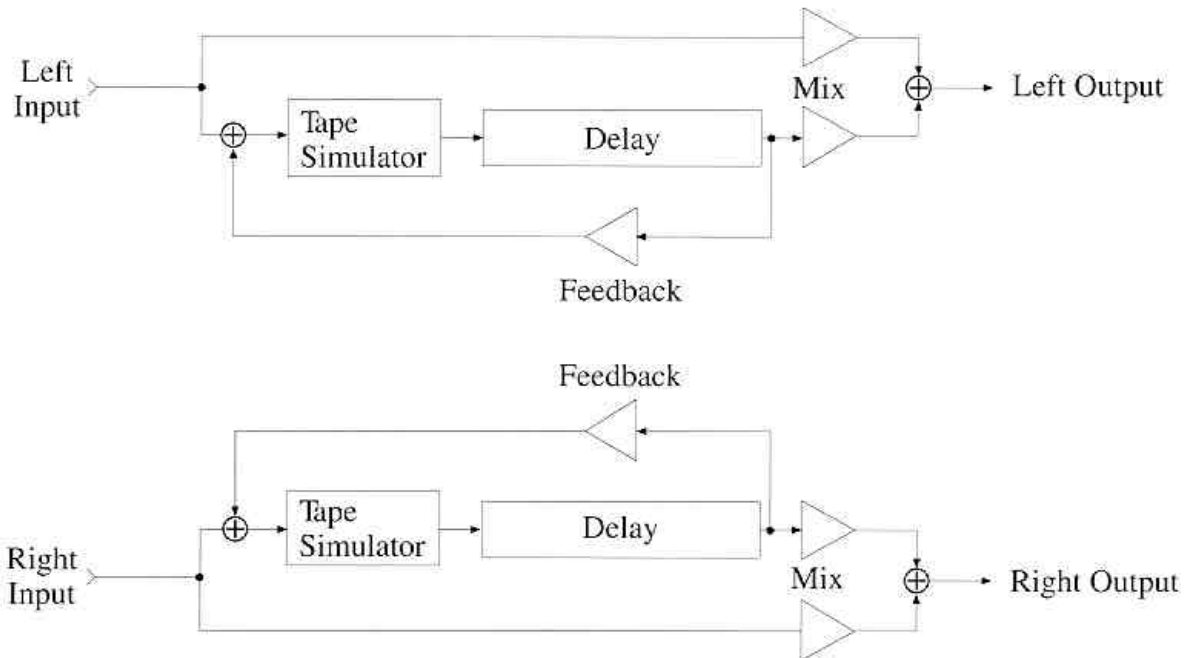 Left
Input
Tape
Simulator
Delay
Mix
Left Output
Feedback
Feedback
Tape
Simulator
Delay
Right
Input
Mix
Right Output